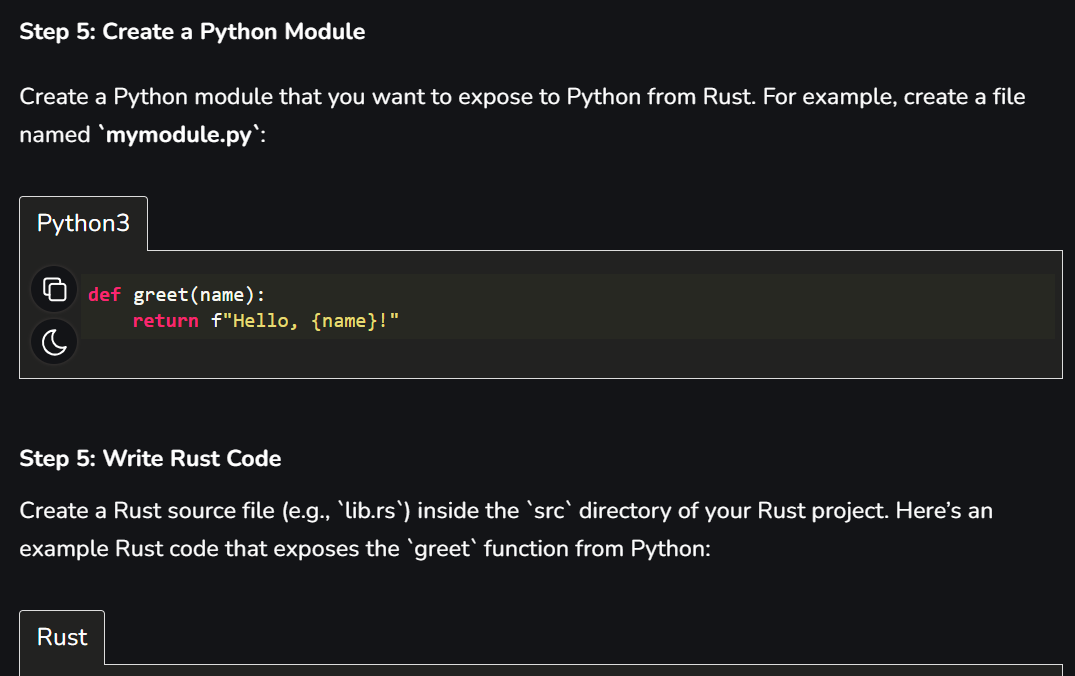 Step 5: Create a Python Module
Create a Python module that you want to expose to Python from Rust. For example, create a file
named `mymodule.py`:
Python3
def greet(name):
    return f"Hello, {name}!"
Step 5: Write Rust Code
Create a Rust source file (e.g., `lib.rs`) inside the `src` directory of your Rust project. Here’s an
example Rust code that exposes the `greet` function from Python:
Rust